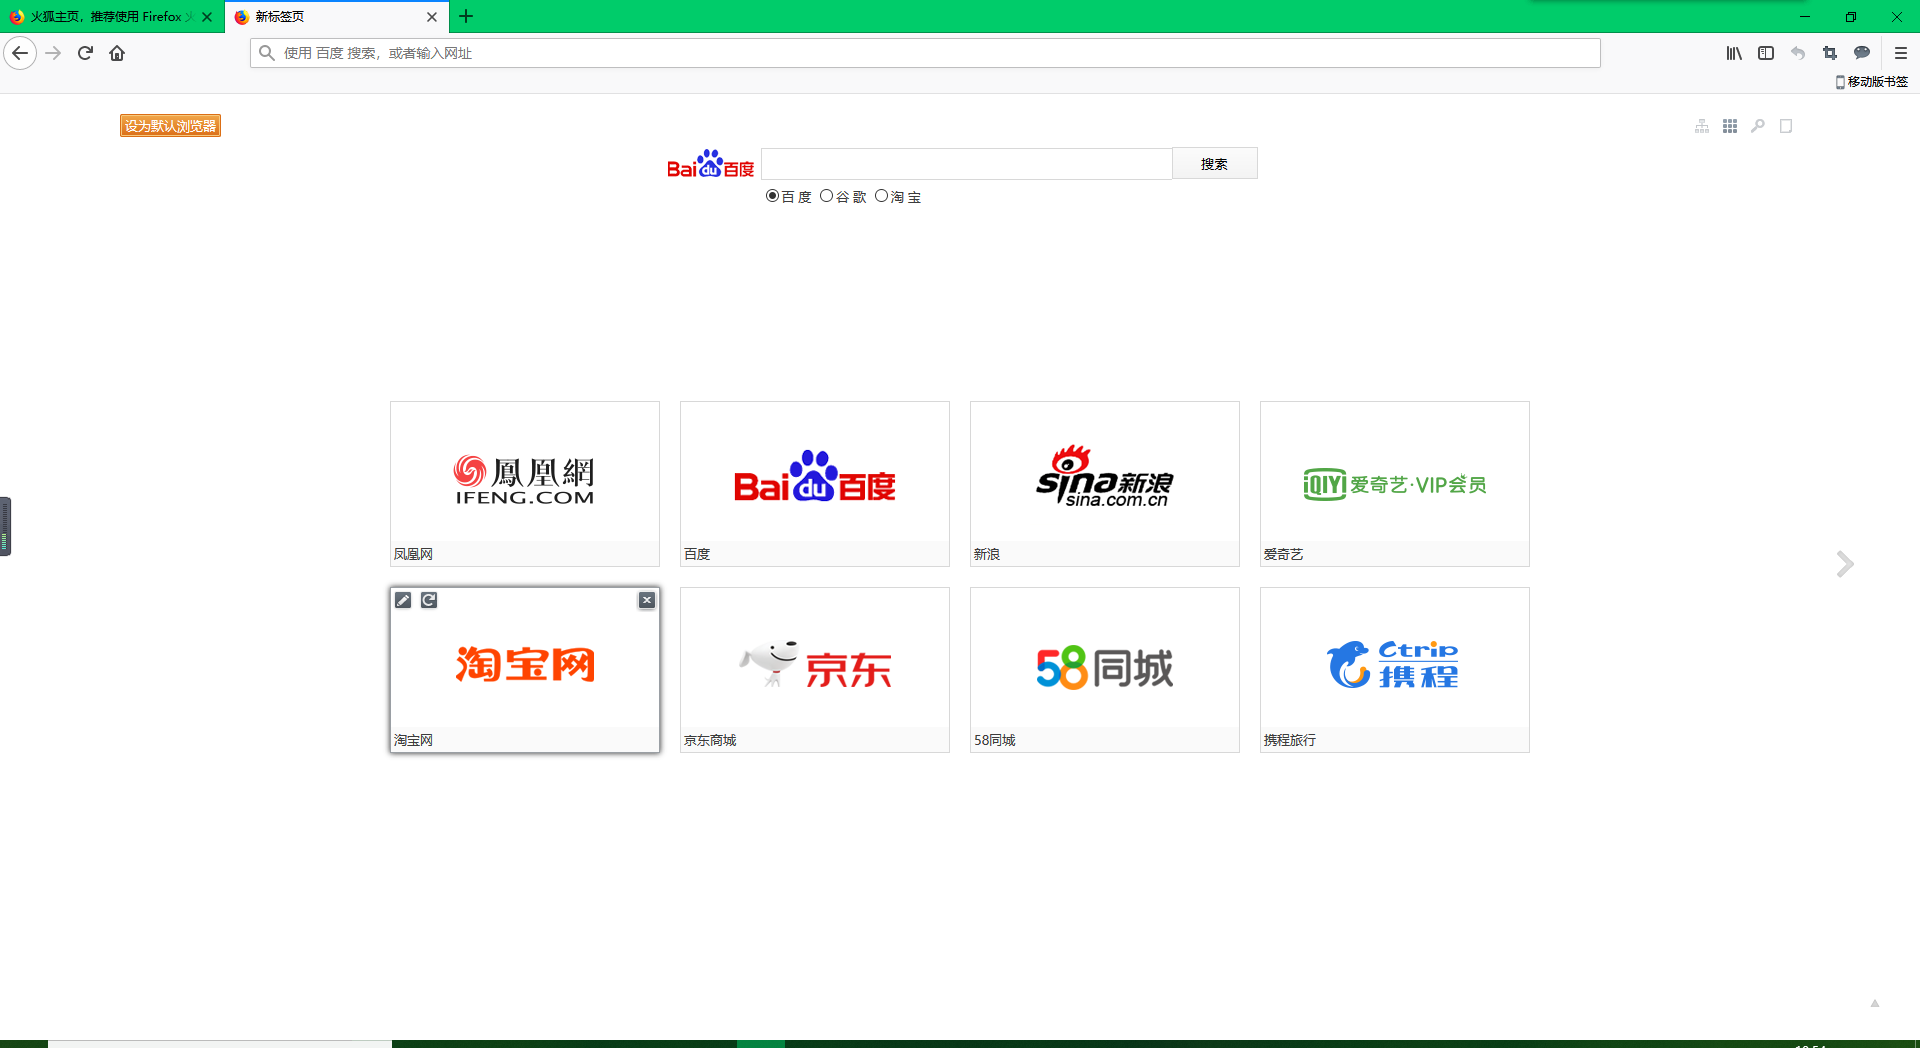 火狐主页，推荐使用 Firefox
新标签页
使用 百度 搜索，或者输入网址
移动版书签
设为默认浏览器
Bai du 百度
搜索
百度 谷歌 淘宝
鳳凰網
IFENG.COM
Bai du 百度
sina新浪
sina.com.cn
iQIYI 爱奇艺·VIP会员
凤凰网
百度
新浪
爱奇艺
淘宝网
京东
58同城
Ctrip
携程
淘宝网
京东商城
58同城
携程旅行